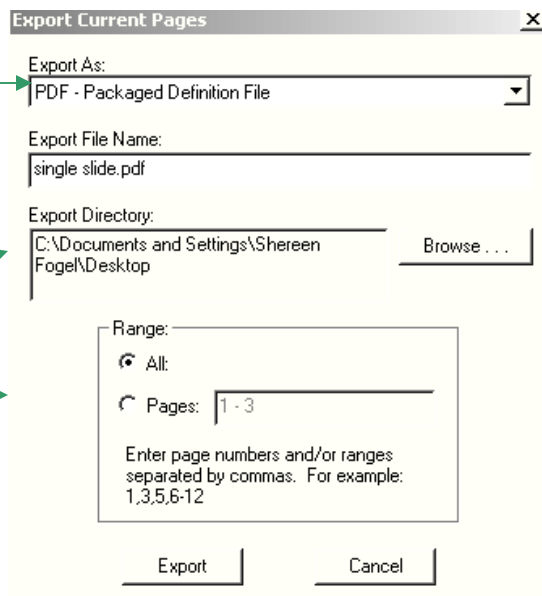 Export Current Pages
Export As:
PDF - Packaged Definition File
Export File Name:
single slide.pdf
Export Directory:
C:\Documents and Settings\Shereen
Fogel\Desktop
Browse . . .
Range:
All:
Pages: 1 - 3
Enter page numbers and/or ranges
separated by commas. For example:
1,3,5,6-12
Export Cancel